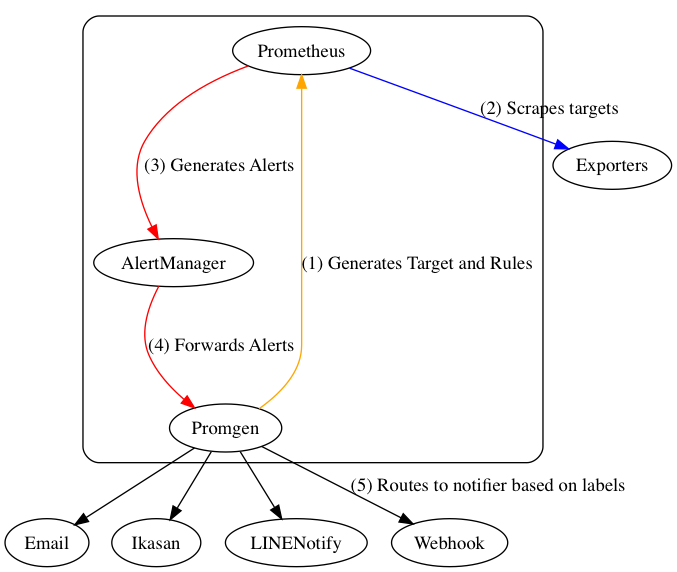 Prometheus
(2) Scrapes targets
(3) Generates Alerts
Exporters
AlertManager
(1) Generates Target and Rules
(4) Forwards Alerts
Promgen
(5) Routes to notifier based on labels
Email
Ikasan
LINENotify
Webhook